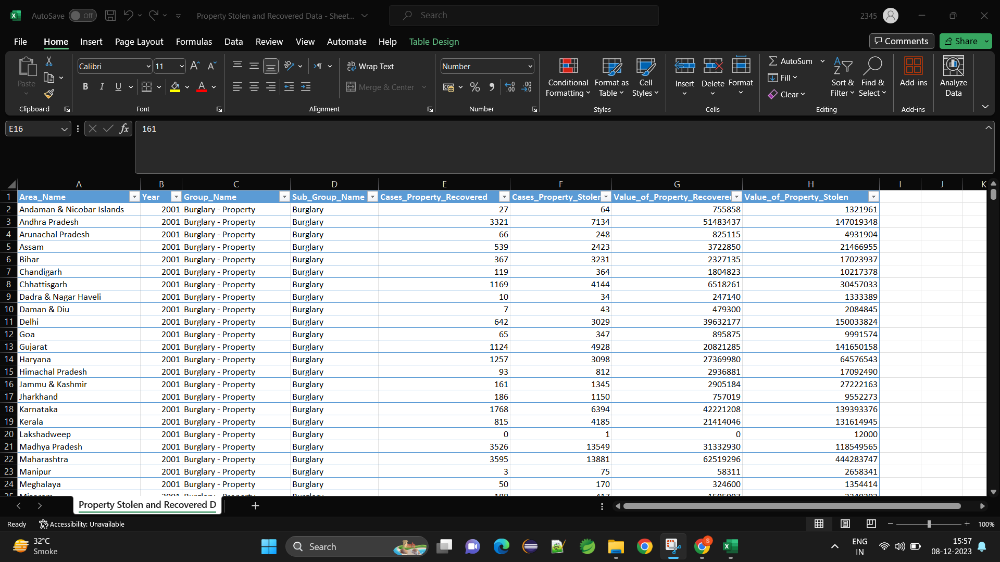 AutoSave Off Property Stolen and Recovered Data - Sheet... Search 2345
File Home Insert Page Layout Formulas Data Review View Automate Help Table Design Comments Share
Paste
Clipboard
Calibri 11
B I U
Font
Wrap Text
Merge & Center
Alignment
Number
Number
Conditional Formatting
Format as Table
Cell Styles
Styles
Insert Delete Format
Cells
AutoSum
Fill
Clear
Sort & Filter
Find & Select
Editing
Add-ins
Add-ins
Analyze Data
E16 fx 161
A B C D E F G H I J K
1 Area_Name Year Group_Name Sub_Group_Name Cases_Property_Recovered Cases_Property_Stolen Value_of_Property_Recovered Value_of_Property_Stolen
2 Andaman & Nicobar Islands 2001 Burglary - Property Burglary 27 64 755858 1321961
3 Andhra Pradesh 2001 Burglary - Property Burglary 3321 7134 51483437 147019348
4 Arunachal Pradesh 2001 Burglary - Property Burglary 66 248 825115 4931904
5 Assam 2001 Burglary - Property Burglary 539 2423 3722850 21466955
6 Bihar 2001 Burglary - Property Burglary 367 3231 2327135 17023937
7 Chandigarh 2001 Burglary - Property Burglary 119 364 1804823 10217378
8 Chhattisgarh 2001 Burglary - Property Burglary 1169 4144 6518261 30457033
9 Dadra & Nagar Haveli 2001 Burglary - Property Burglary 10 34 247140 1333389
10 Daman & Diu 2001 Burglary - Property Burglary 7 43 479300 2084845
11 Delhi 2001 Burglary - Property Burglary 642 3029 39632177 150033824
12 Goa 2001 Burglary - Property Burglary 65 347 895875 9991574
13 Gujarat 2001 Burglary - Property Burglary 1124 4928 20821285 141650158
14 Haryana 2001 Burglary - Property Burglary 1257 3098 27369980 64576543
15 Himachal Pradesh 2001 Burglary - Property Burglary 93 812 2936881 17092490
16 Jammu & Kashmir 2001 Burglary - Property Burglary 161 1345 2905184 27222163
17 Jharkhand 2001 Burglary - Property Burglary 186 1150 757019 9552273
18 Karnataka 2001 Burglary - Property Burglary 1768 6394 42221208 139393376
19 Kerala 2001 Burglary - Property Burglary 815 4185 21414046 131614945
20 Lakshadweep 2001 Burglary - Property Burglary 0 1 0 12000
21 Madhya Pradesh 2001 Burglary - Property Burglary 3526 13549 31332930 118549565
22 Maharashtra 2001 Burglary - Property Burglary 3595 13881 62519296 444283747
23 Manipur 2001 Burglary - Property Burglary 3 75 58311 2658341
24 Meghalaya 2001 Burglary - Property Burglary 50 170 324600 1354414
Property Stolen and Recovered D
Ready Accessibility: Unavailable 100%
32°C
Smoke
Search
ENG
IN
15:57
08-12-2023